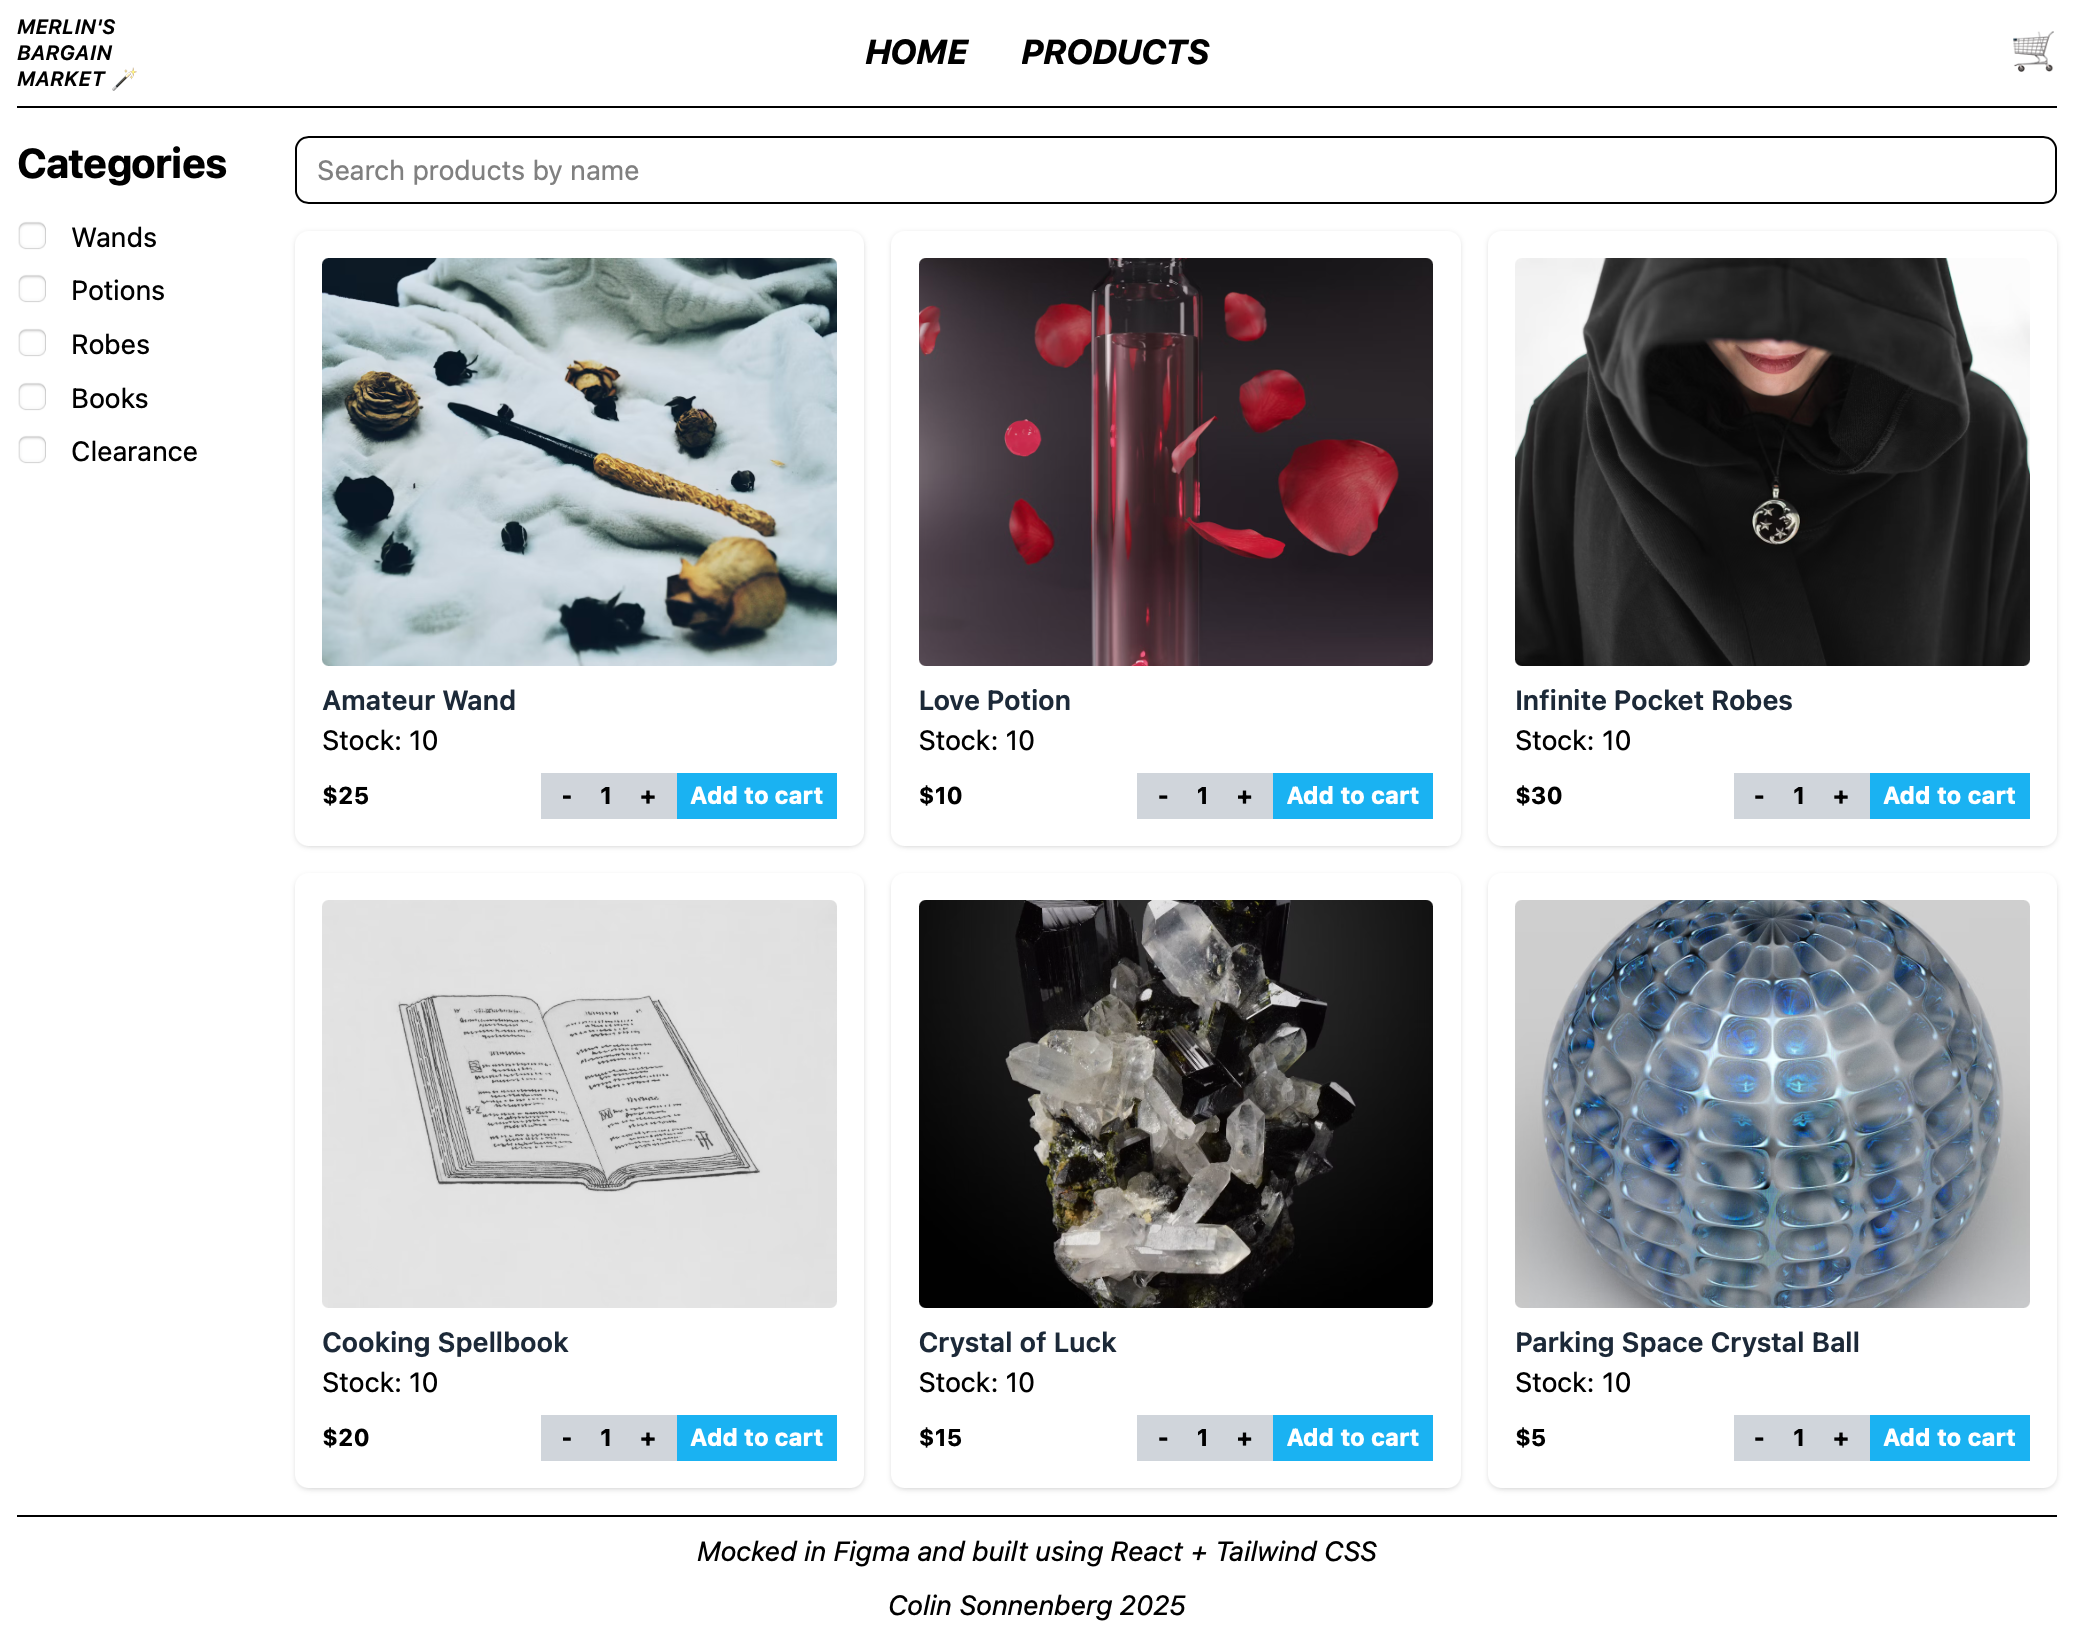 MERLIN'S
BARGAIN
MARKET
HOME PRODUCTS
Categories
Wands
Potions
Robes
Books
Clearance
Search products by name
Amateur Wand
Stock: 10
$25 - 1 + Add to cart
Love Potion
Stock: 10
$10 - 1 + Add to cart
Infinite Pocket Robes
Stock: 10
$30 - 1 + Add to cart
Cooking Spellbook
Stock: 10
$20 - 1 + Add to cart
Crystal of Luck
Stock: 10
$15 - 1 + Add to cart
Parking Space Crystal Ball
Stock: 10
$5 - 1 + Add to cart
Mocked in Figma and built using React + Tailwind CSS
Colin Sonnenberg 2025